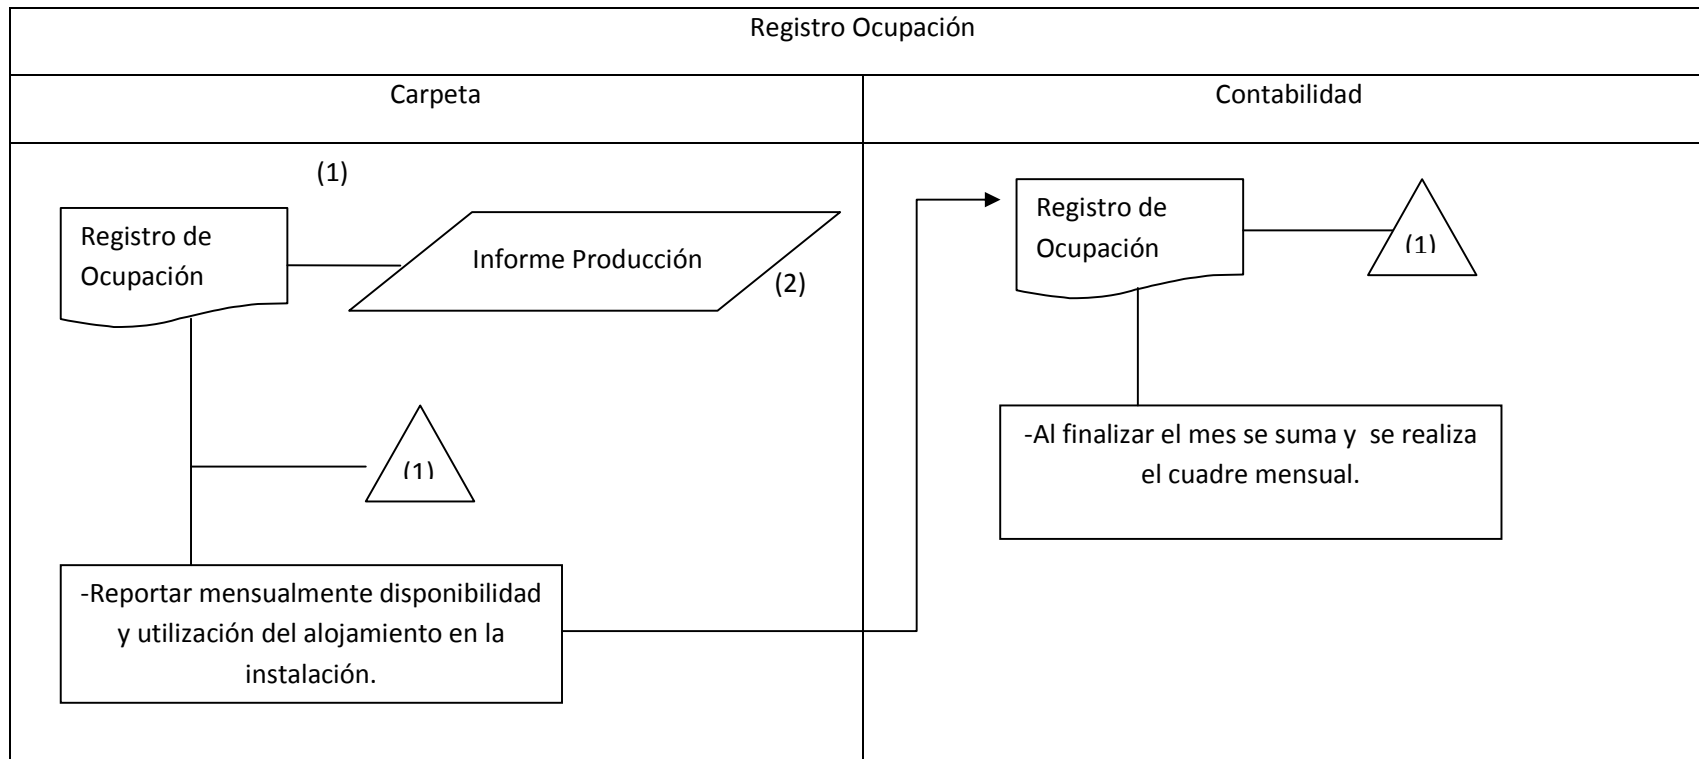 Registro Ocupación
Carpeta
Contabilidad
(1)
Registro de
Ocupación
Informe Producción
(2)
(1)
-Reportar mensualmente disponibilidad
y utilización del alojamiento en la
instalación.
Registro de
Ocupación
(1)
-Al finalizar el mes se suma y  se realiza
el cuadre mensual.